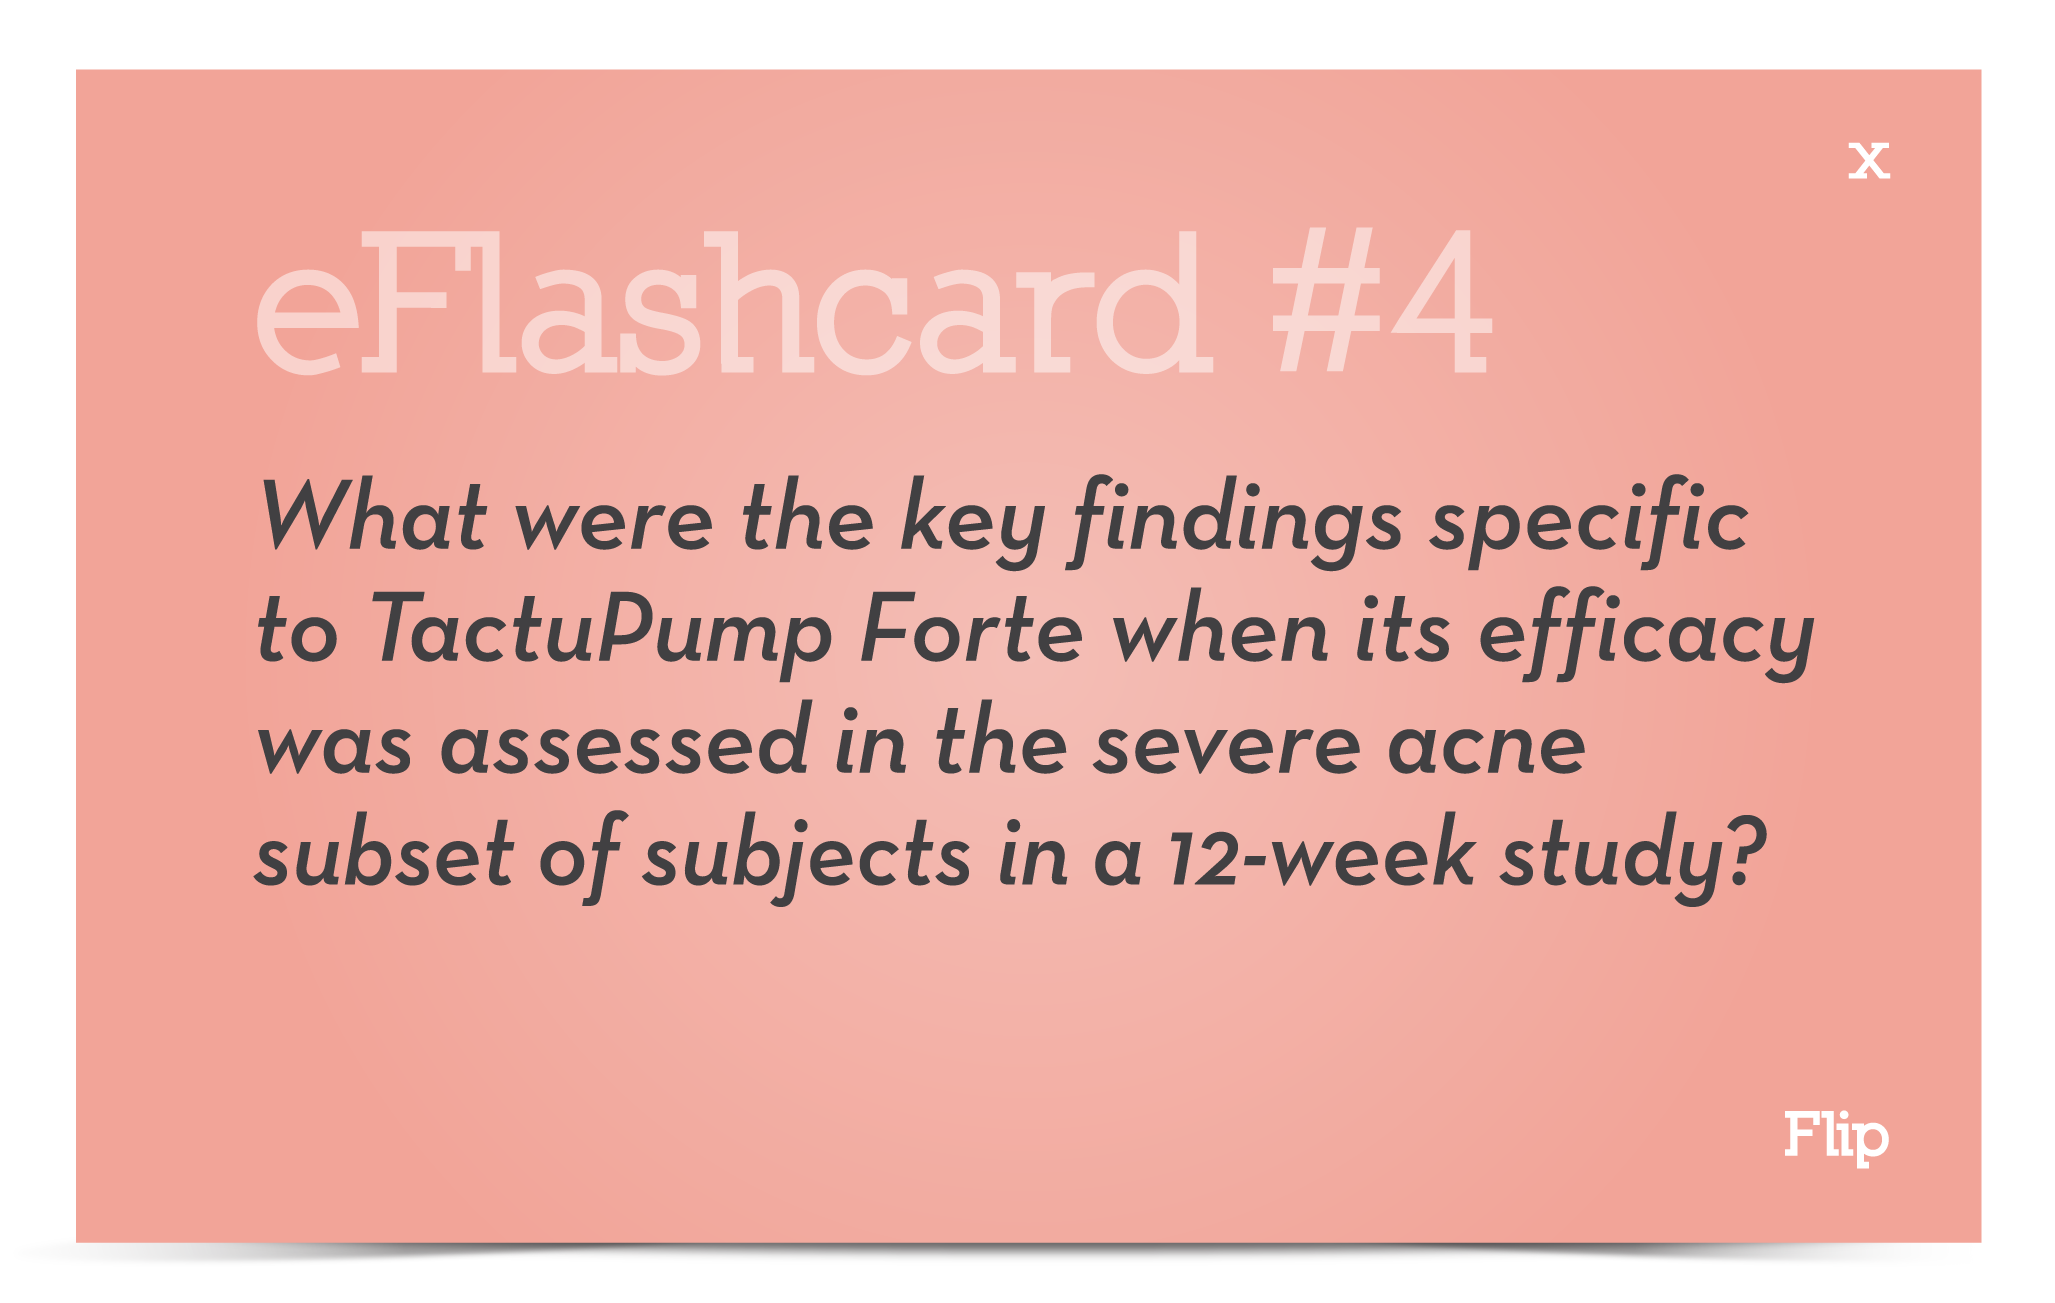 x
eFlashcard #4
What were the key findings specific
to TactuPump Forte when its efficacy
was assessed in the severe acne
subset of subjects in a 12-week study?
Flip